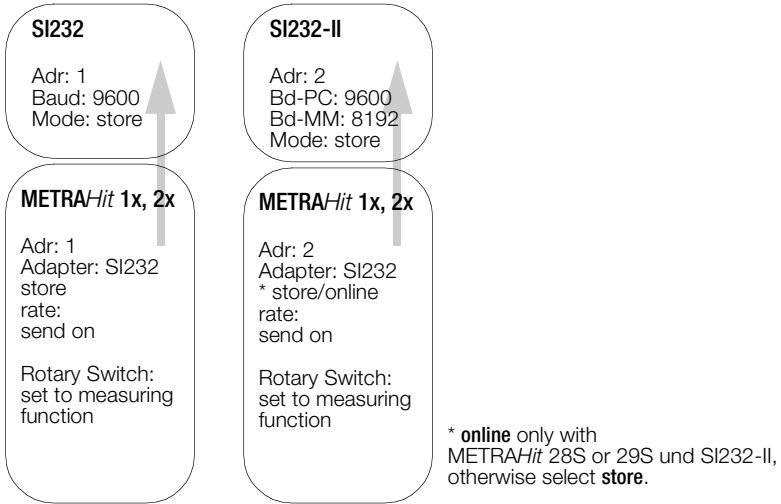 SI232
Adr: 1
Baud: 9600
Mode: store
METRAHit 1x, 2x
Adr: 1
Adapter: SI232
store
rate:
send on
Rotary Switch:
set to measuring
function
SI232-II
Adr: 2
Bd-PC: 9600
Bd-MM: 8192
Mode: store
METRAHit 1x, 2x
Adr: 2
Adapter: SI232
* store/online
rate:
send on
Rotary Switch:
set to measuring
function
* online only with
METRAHit 28S or 29S und SI232-II,
otherwise select store.